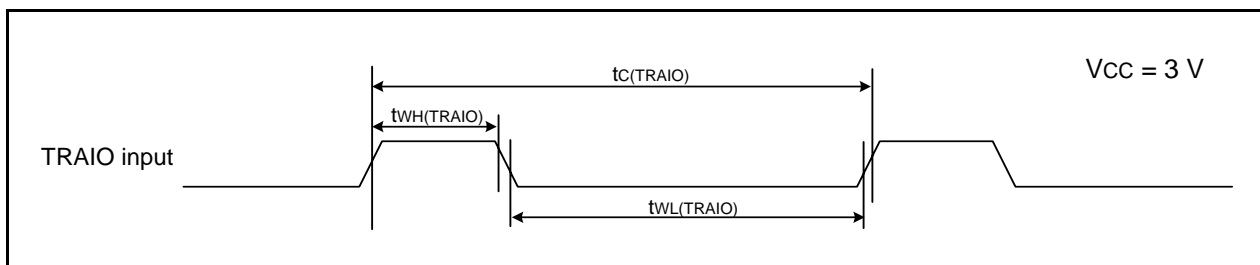 tC(TRAIO)
VCC = 3 V
tWH(TRAIO)
TRAIO input
tWL(TRAIO)